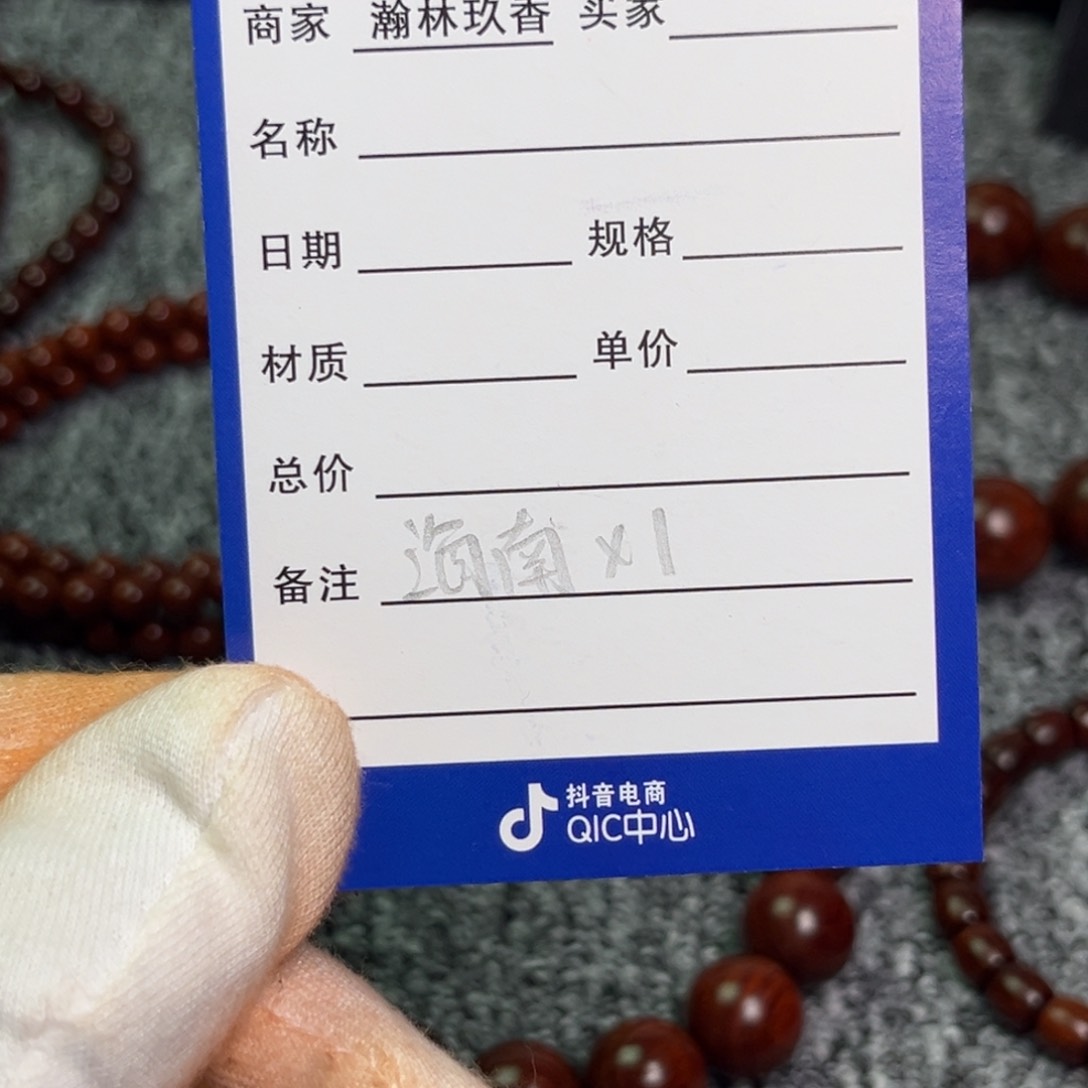 商家 瀚林玖香 买家
名称
日期 规格
材质 单价
总价
备注 海南 x1
抖音电商
QIC中心